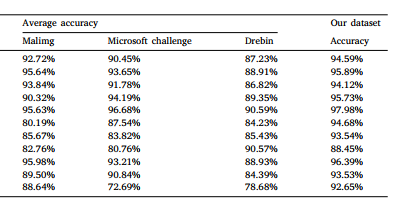 Average accuracy Our dataset
Malimg Microsoft challenge Drebin Accuracy
92.72% 90.45% 87.23% 94.59%
95.64% 93.65% 88.91% 95.89%
93.84% 91.78% 86.82% 94.12%
90.32% 94.19% 89.35% 95.73%
95.63% 96.68% 90.59% 97.98%
80.19% 87.54% 84.23% 94.68%
85.67% 83.82% 85.43% 93.54%
82.76% 80.76% 90.57% 88.45%
95.98% 93.21% 88.93% 96.39%
89.50% 90.84% 84.39% 93.53%
88.64% 72.69% 78.68% 92.65%